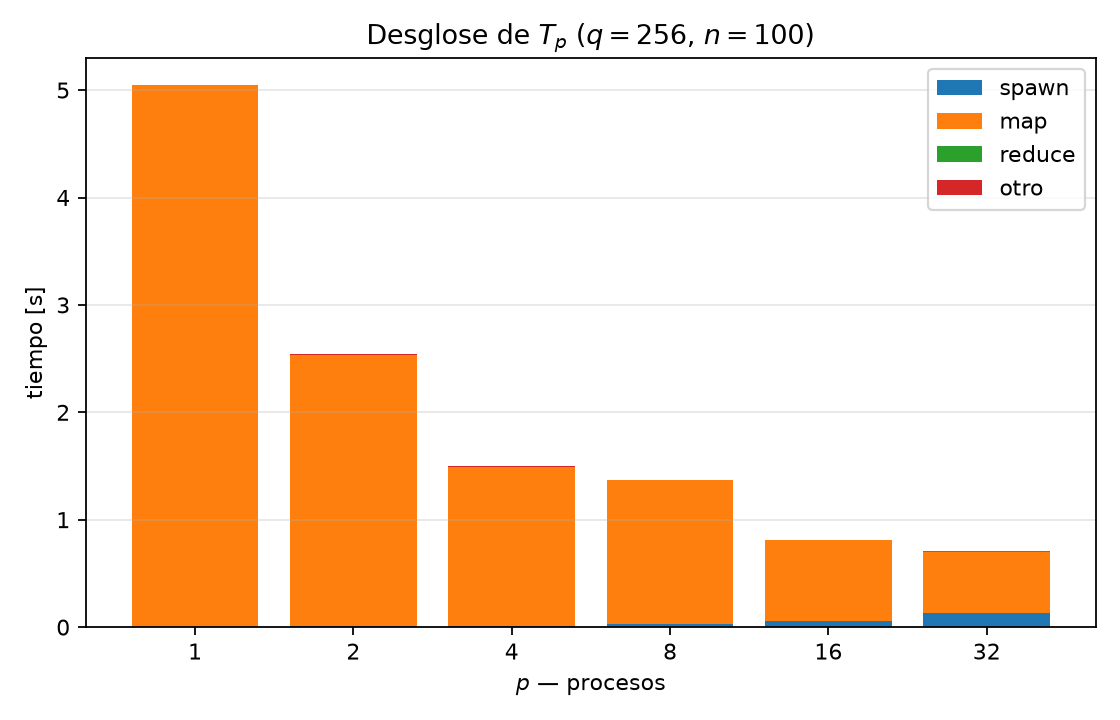 Desglose de Tp (q = 256, n = 100)
spawn
map
reduce
otro
tiempo [s]
5
4
3
2
1
0
1 2 4 8 16 32
p — procesos